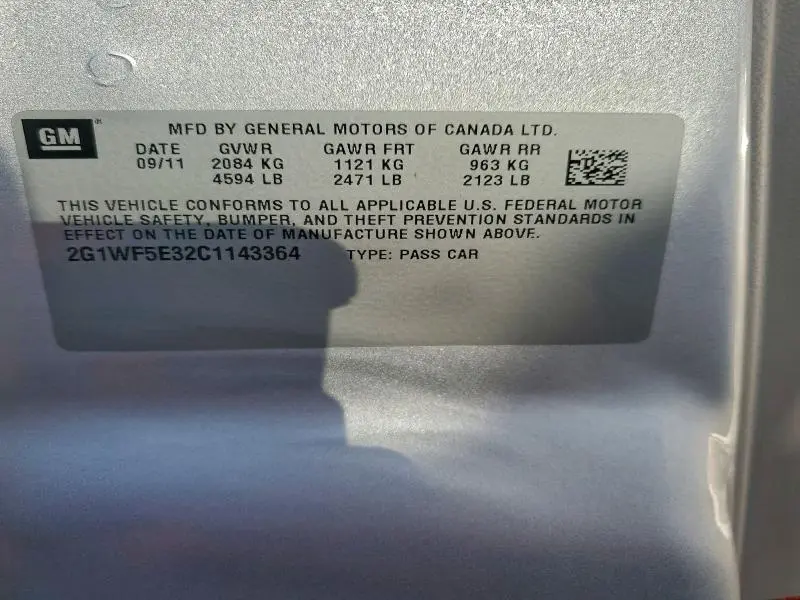 GM
MFD BY GENERAL MOTORS OF CANADA LTD.
DATE GVWR GAWR FRT GAWR RR
09/11 2084 KG 1121 KG 963 KG
4594 LB 2471 LB 2123 LB
THIS VEHICLE CONFORMS TO ALL APPLICABLE U.S. FEDERAL MOTOR
VEHICLE SAFETY, BUMPER, AND THEFT PREVENTION STANDARDS IN
EFFECT ON THE DATE OF MANUFACTURE SHOWN ABOVE.
2G1WF5E32C1143364 TYPE: PASS CAR